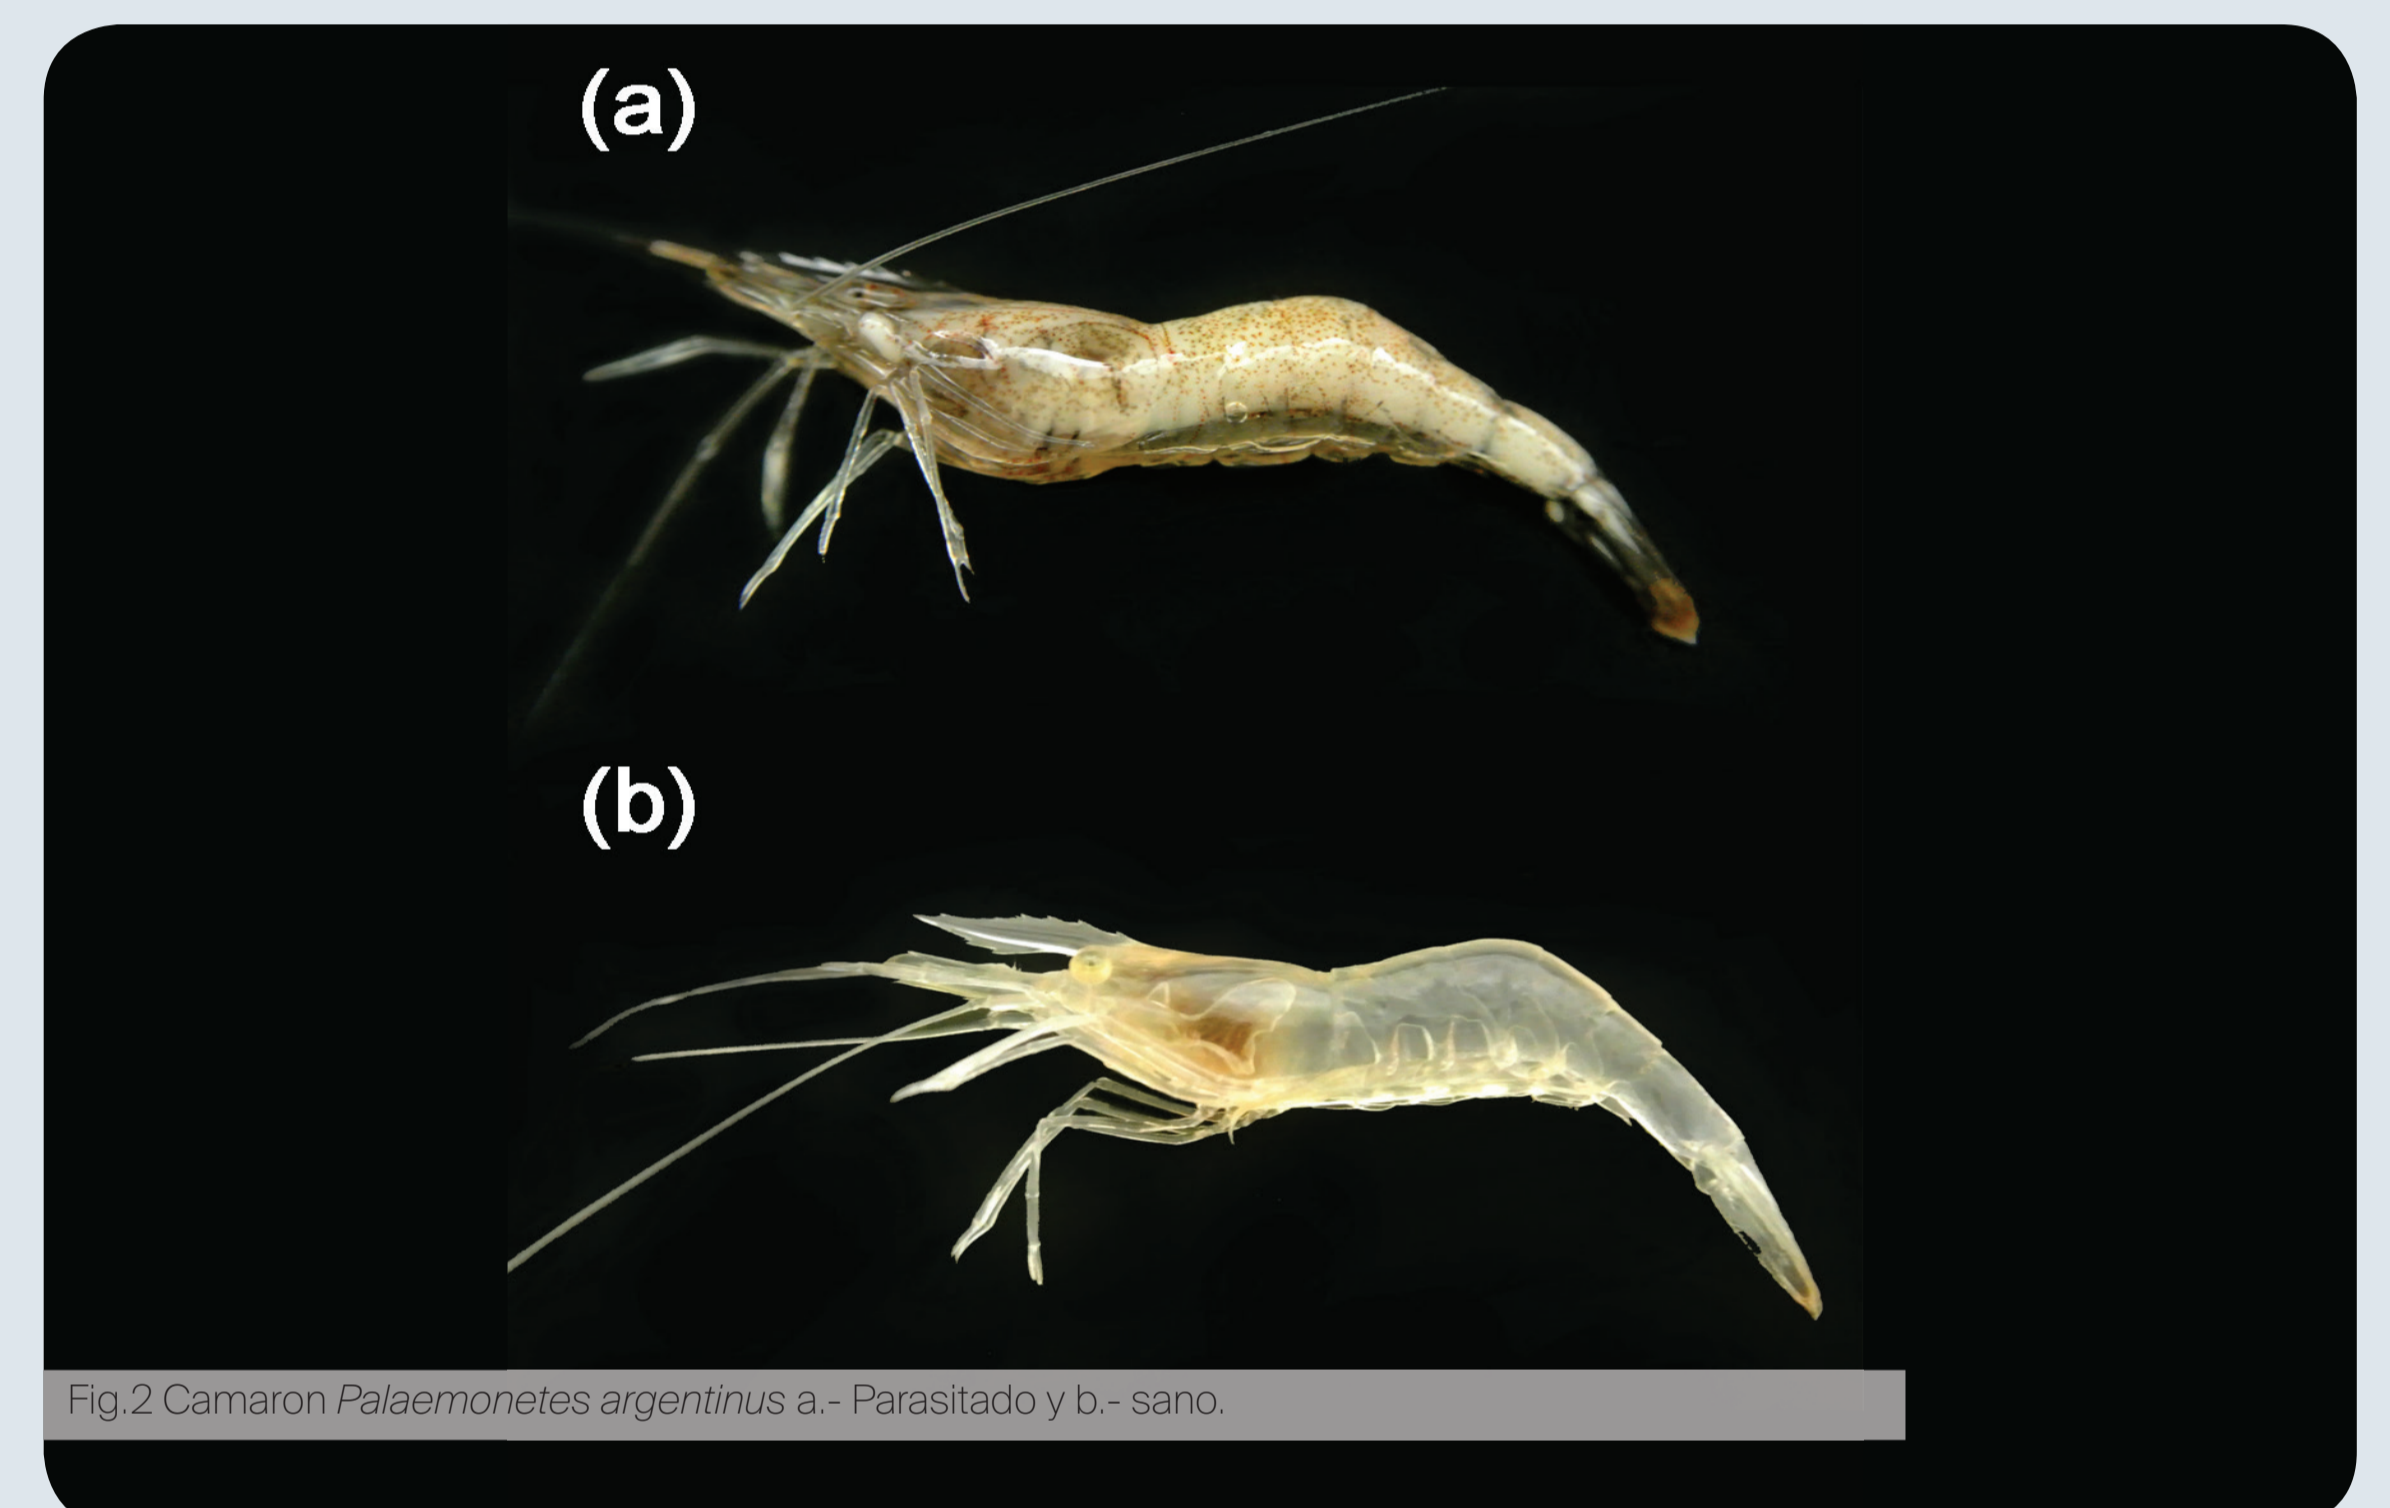 (a)
(b)
Fig.2 Camaron Palaemonetes argentinus a.- Parasitado y b.- sano.